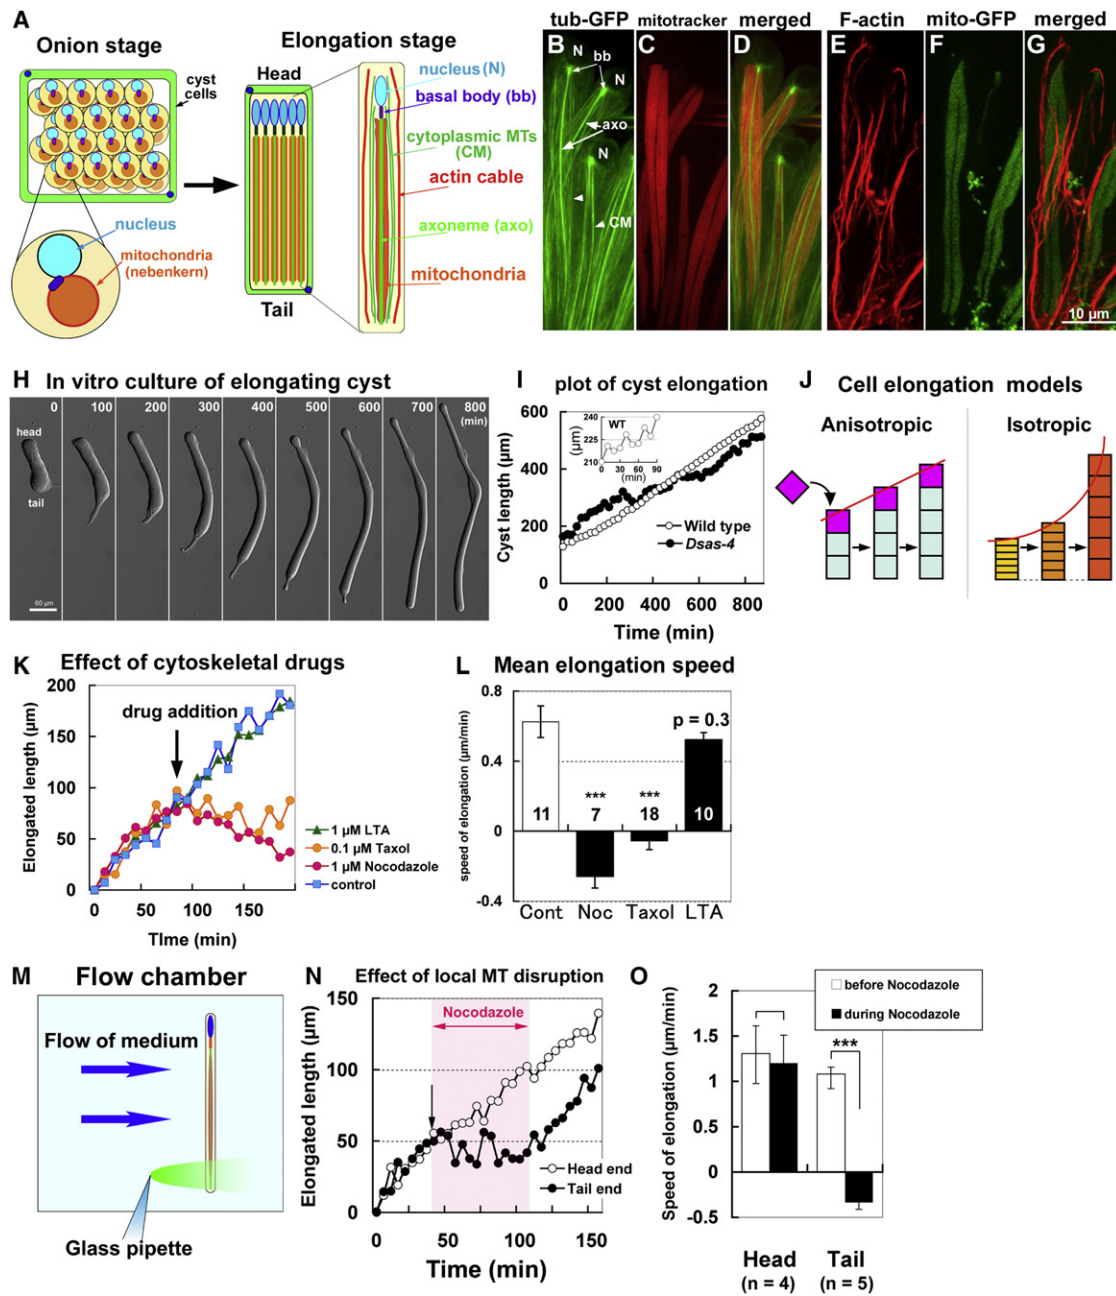 A
Onion stage
cyst
cells
nucleus
mitochondria
(nebenkern)
Elongation stage
Head
Tail
nucleus (N)
basal body (bb)
cytoplasmic MTs
(CM)
actin cable
axoneme (axo)
mitochondria
tub-GFP
mitotracker
merged
F-actin
mito-GFP
merged
B
N
bb
N
axo
N
CM
C
D
E
F
G
10 µm
H In vitro culture of elongating cyst
0
100
200
300
400
500
600
700
800
(min)
head
tail
60 µm
I
plot of cyst elongation
Cyst length (µm)
600
400
200
0
0 200 400 600 800
Time (min)
240
225
210
(µm)
WT
0 30 60 90
(min)
Wild type
Dsas-4
J Cell elongation models
Anisotropic
Isotropic
K Effect of cytoskeletal drugs
Elongated length (µm)
200
150
100
50
0
drug addition
1 µM LTA
0.1 µM Taxol
1 µM Nocodazole
control
0 50 100 150
TIme (min)
L Mean elongation speed
speed of elongation (µm/min)
0.8
0.4
0
-0.4
p = 0.3
*** ***
11 7 18 10
Cont Noc Taxol LTA
M Flow chamber
Flow of medium
Glass pipette
N Effect of local MT disruption
Elongated length (µm)
150
100
50
0
Nocodazole
Head end
Tail end
0 50 100 150
Time (min)
O
before Nocodazole
during Nocodazole
Speed of elongation (µm/min)
2
1.5
1
0.5
0
-0.5
***
Head Tail
(n = 4) (n = 5)